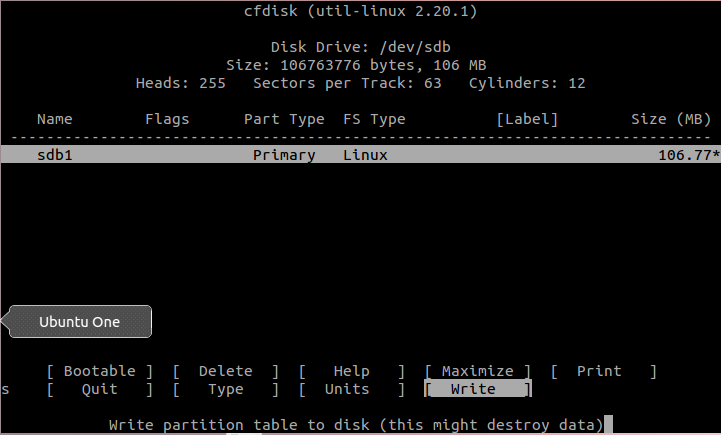 cfdisk (util-linux 2.20.1)
Disk Drive: /dev/sdb
Size: 106763776 bytes, 106 MB
Heads: 255   Sectors per Track: 63   Cylinders: 12
Name        Flags      Part Type  FS Type          [Label]        Size (MB)
------------------------------------------------------------------------------
sdb1                    Primary   Linux                              106.77*
Ubuntu One
[ Bootable ]  [  Delete  ]  [   Help   ]  [ Maximize ]  [  Print   ]
s    [   Quit   ]  [   Type   ]  [  Units   ]  [  Write   ]
Write partition table to disk (this might destroy data)